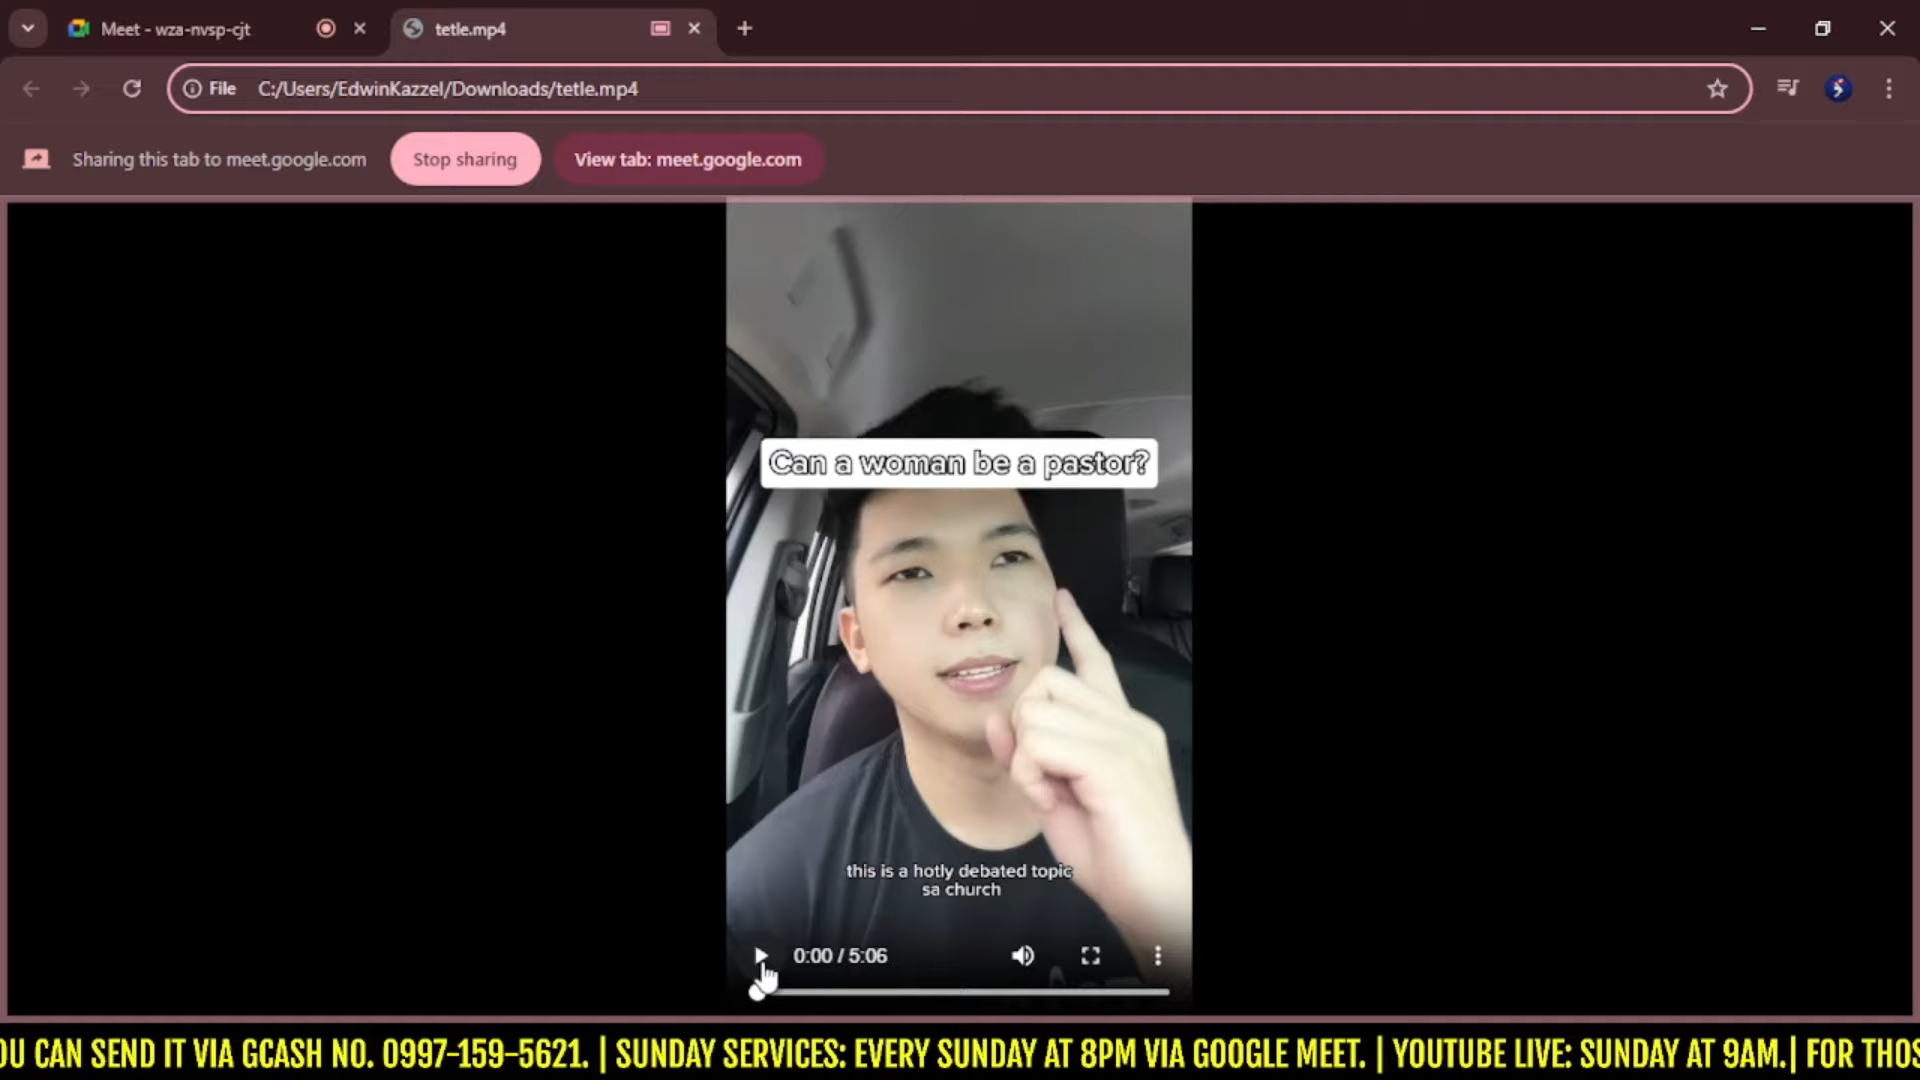 Meet - wza-nvsp-cjt
tetle.mp4
File C:/Users/EdwinKazzel/Downloads/tetle.mp4
Sharing this tab to meet.google.com
Stop sharing
View tab: meet.google.com
Can a woman be a pastor?
this is a hotly debated topic
sa church
0:00 / 5:06
OU CAN SEND IT VIA GCASH NO. 0997-159-5621. | SUNDAY SERVICES: EVERY SUNDAY AT 8PM VIA GOOGLE MEET. | YOUTUBE LIVE: SUNDAY AT 9AM.| FOR THOS